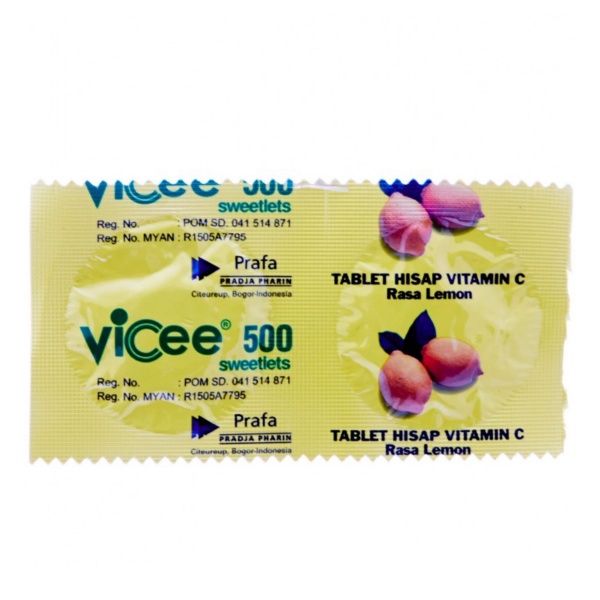 ViCee 500
sweetlets
Reg. No. : POM SD. 041 514 871
Reg. No. MYAN : R1505A7795
Prafa
PRADJA PHARIN
Citeureup, Bogor-Indonesia
TABLET HISAP VITAMIN C
Rasa Lemon
ViCee® 500
sweetlets
Reg. No. : POM SD. 041 514 871
Reg. No. MYAN : R1505A7795
Prafa
PRADJA PHARIN
Citeureup, Bogor-Indonesia
TABLET HISAP VITAMIN C
Rasa Lemon